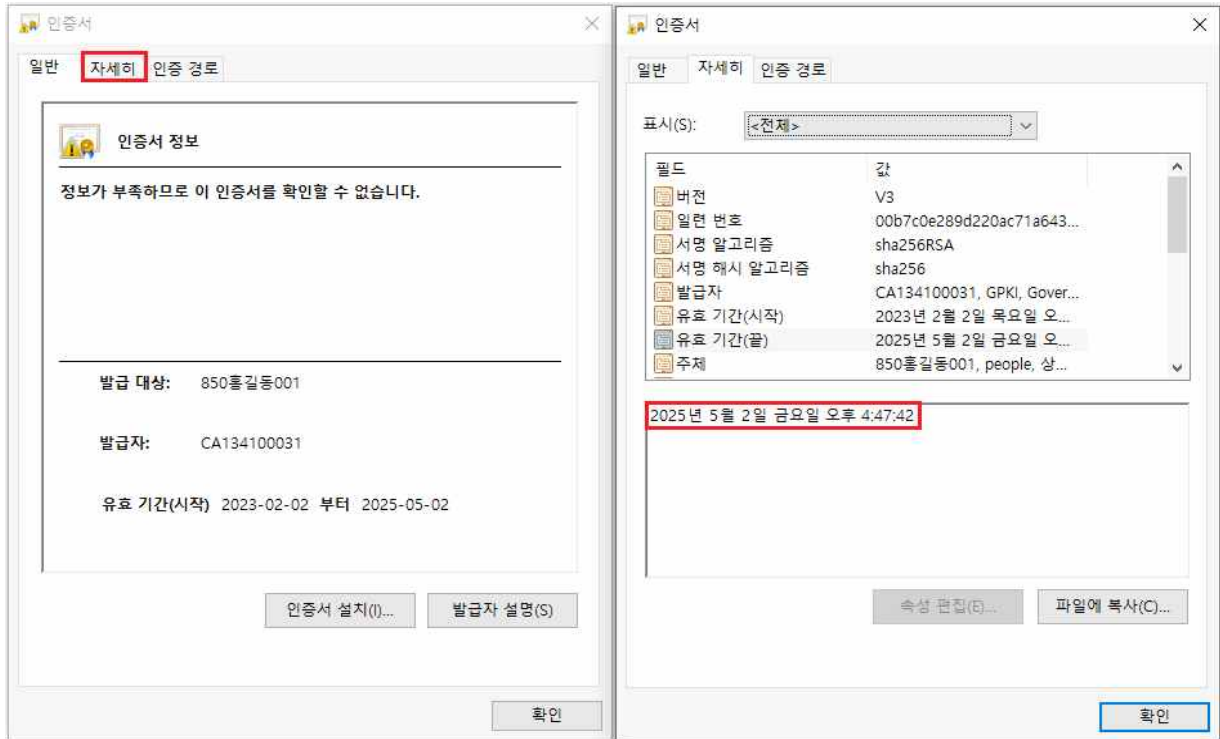 인증서
일반 자세히 인증 경로
인증서 정보
정보가 부족하므로 이 인증서를 확인할 수 없습니다.
발급 대상: 850홍길동001
발급자: CA134100031
유효 기간(시작) 2023-02-02 부터 2025-05-02
인증서 설치(I)... 발급자 설명(S)
확인
인증서
일반 자세히 인증 경로
표시(S): <전체>
필드 값
버전 V3
일련 번호 00b7c0e289d220ac71a643...
서명 알고리즘 sha256RSA
서명 해시 알고리즘 sha256
발급자 CA134100031, GPKI, Gover...
유효 기간(시작) 2023년 2월 2일 목요일 오...
유효 기간(끝) 2025년 5월 2일 금요일 오...
주체 850홍길동001, people, 상...
2025년 5월 2일 금요일 오후 4:47:42
속성 편집(E)... 파일에 복사(C)...
확인